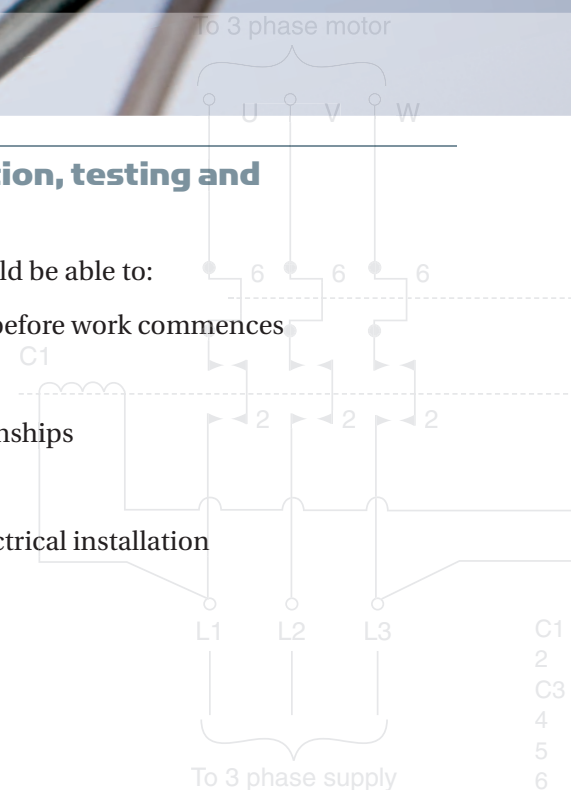 To 3 phase motor
U V W
tion, testing and
ld be able to:
6 6 6
before work commences
C1
2 2 2
nships
ctrical installation
L1 L2 L3
C1
2
C3
4
5
6
To 3 phase supply